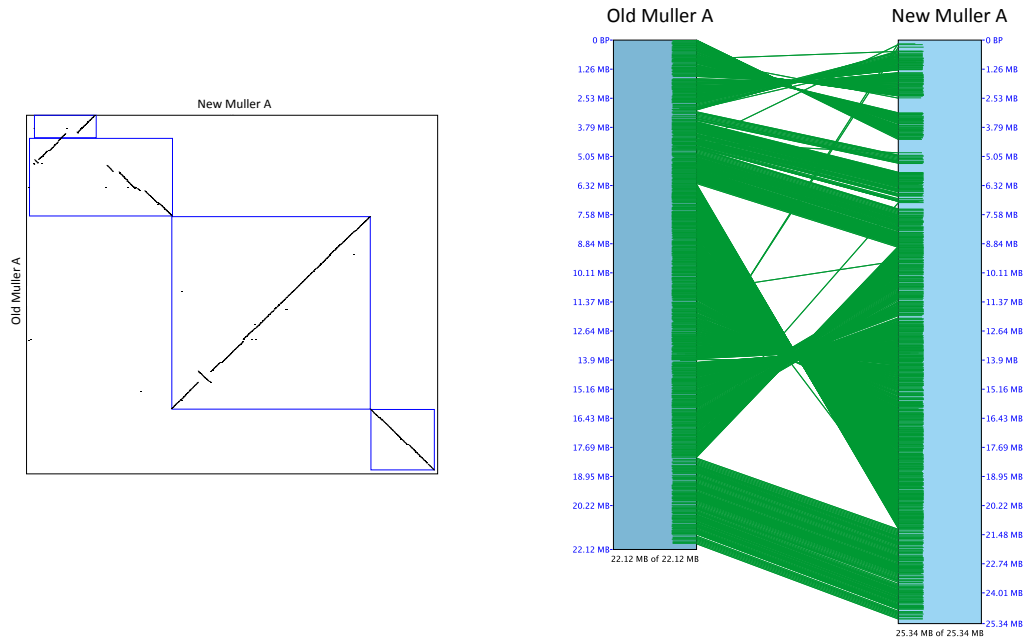 Old Muller A
New Muller A
New Muller A
Old Muller A
0 BP
1.26 MB
2.53 MB
3.79 MB
5.05 MB
6.32 MB
7.58 MB
8.84 MB
10.11 MB
11.37 MB
12.64 MB
13.9 MB
15.16 MB
16.43 MB
17.69 MB
18.95 MB
20.22 MB
22.12 MB
22.12 MB of 22.12 MB
0 BP
1.26 MB
2.53 MB
3.79 MB
5.05 MB
6.32 MB
7.58 MB
8.84 MB
10.11 MB
11.37 MB
12.64 MB
13.9 MB
15.16 MB
16.43 MB
17.69 MB
18.95 MB
20.22 MB
21.48 MB
22.74 MB
24.01 MB
25.34 MB
25.34 MB of 25.34 MB